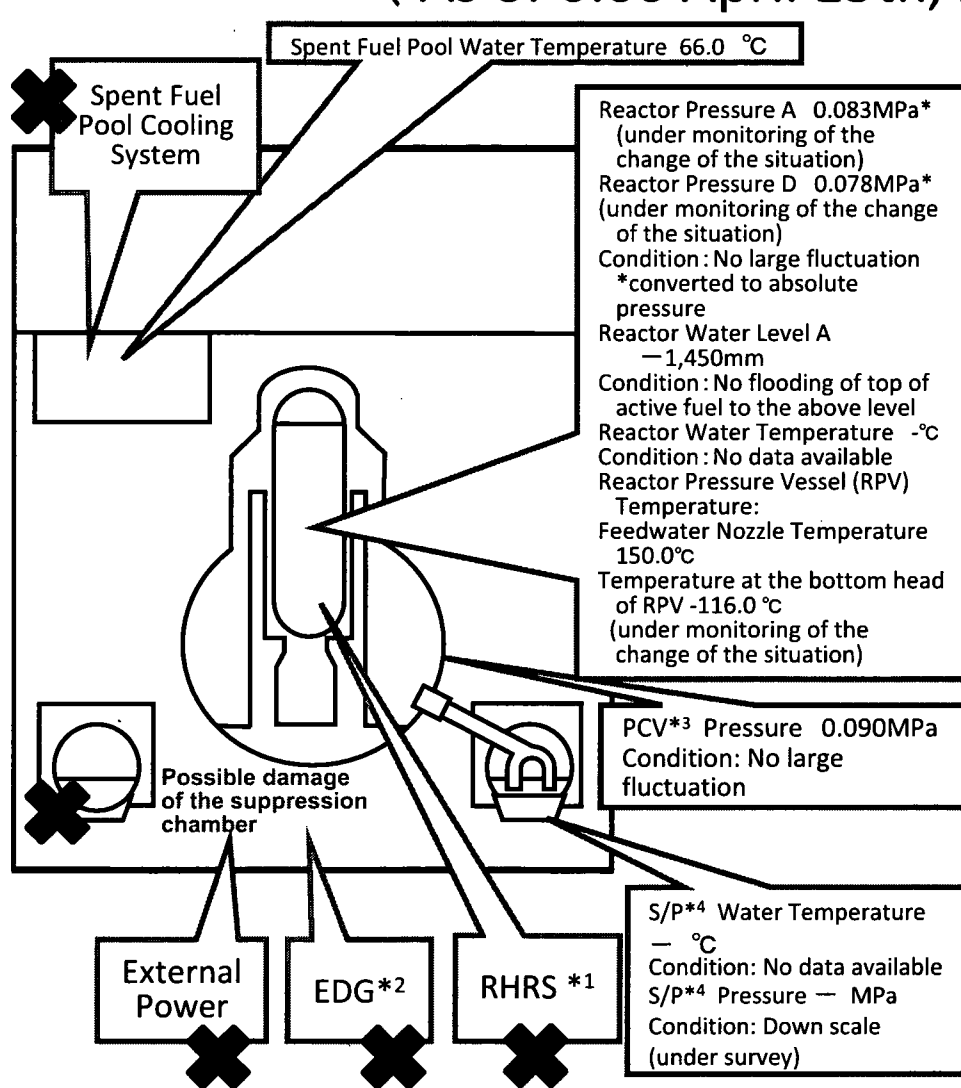 Spent Fuel Pool Water Temperature 66.0 ℃
Spent Fuel
Pool Cooling
System
Reactor Pressure A 0.083MPa*
(under monitoring of the
change of the situation)
Reactor Pressure D 0.078MPa*
(under monitoring of the change
of the situation)
Condition : No large fluctuation
*converted to absolute
pressure
Reactor Water Level A
－1,450mm
Condition : No flooding of top of
active fuel to the above level
Reactor Water Temperature -℃
Condition : No data available
Reactor Pressure Vessel (RPV)
Temperature:
Feedwater Nozzle Temperature
150.0℃
Temperature at the bottom head
of RPV -116.0 ℃
(under monitoring of the
change of the situation)
PCV*3 Pressure 0.090MPa
Condition: No large
fluctuation
Possible damage
of the suppression
chamber
S/P*4 Water Temperature
－ ℃
Condition: No data available
S/P*4 Pressure － MPa
Condition: Down scale
(under survey)
External
Power
EDG*2
RHRS *1